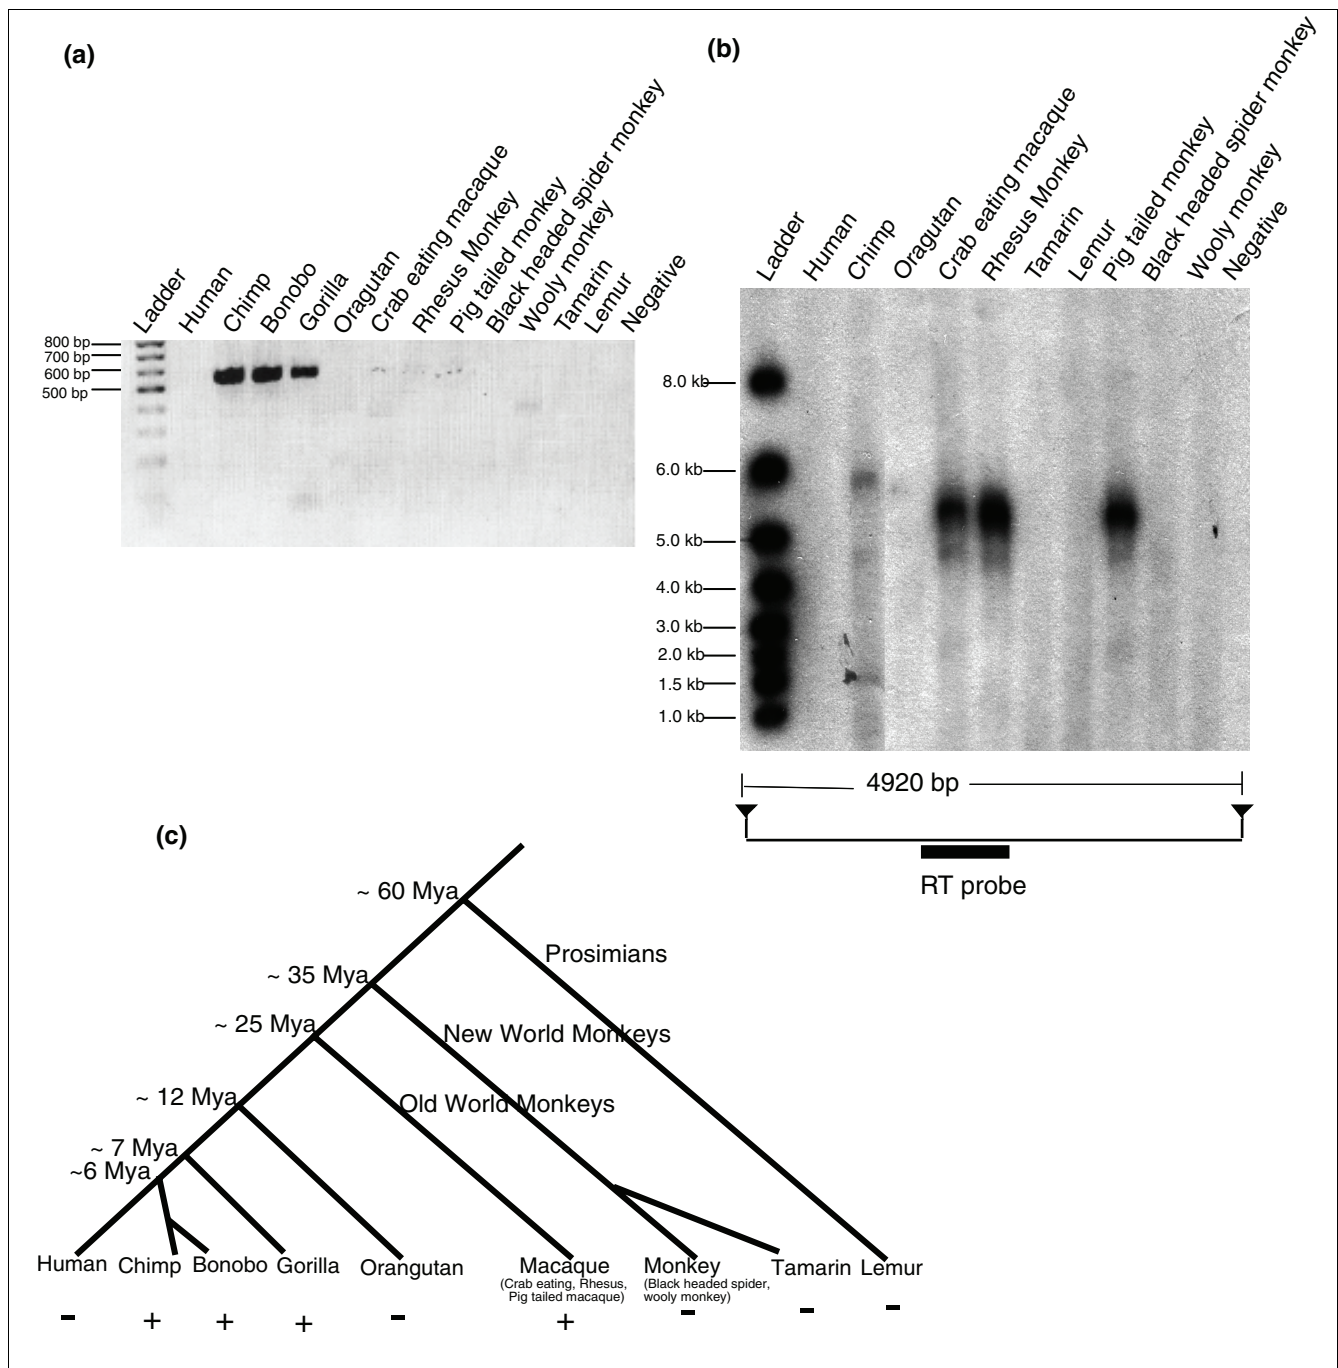 (a)
Ladder
Human
Chimp
Bonobo
Gorilla
Oragutan
Crab eating macaque
Rhesus Monkey
Pig tailed monkey
Black headed spider monkey
Wooly monkey
Tamarin
Lemur
Negative
800 bp
700 bp
600 bp
500 bp
(b)
Ladder
Human
Chimp
Oragutan
Crab eating macaque
Rhesus Monkey
Tamarin
Lemur
Pig tailed monkey
Black headed spider monkey
Wooly monkey
Negative
8.0 kb
6.0 kb
5.0 kb
4.0 kb
3.0 kb
2.0 kb
1.5 kb
1.0 kb
4920 bp
RT probe
(c)
~ 60 Mya
Prosimians
~ 35 Mya
New World Monkeys
~ 25 Mya
Old World Monkeys
~ 12 Mya
~ 7 Mya
~6 Mya
Human Chimp Bonobo Gorilla Orangutan Macaque Monkey Tamarin Lemur
(Crab eating, Rhesus,
Pig tailed macaque)
(Black headed spider,
wooly monkey)
- + + + - + - - -